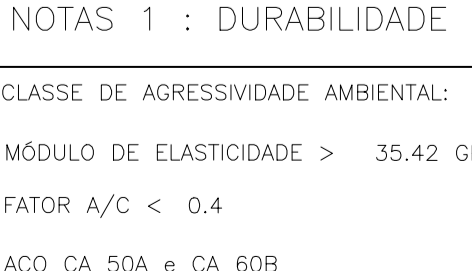 NOTAS 1 : DURABILIDADE
CLASSE DE AGRESSIVIDADE AMBIENTAL:
MÓDULO DE ELASTICIDADE > 35.42 G
FATOR A/C < 0.4
ACO CA 50A e CA 60B